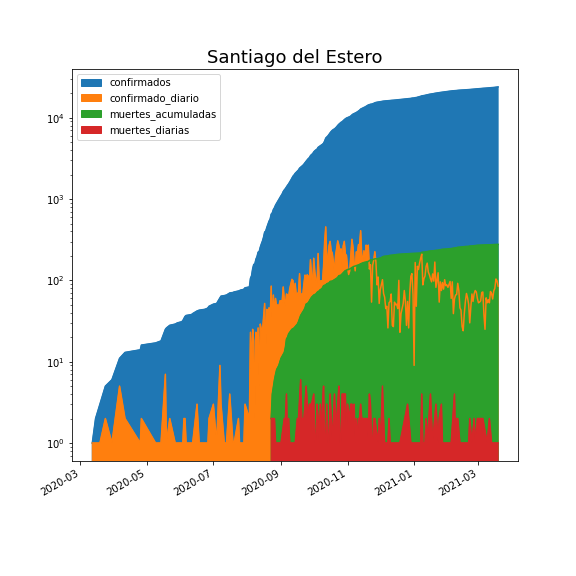 Santiago del Estero
confirmados
confirmado_diario
muertes_acumuladas
muertes_diarias
10⁴
10³
10²
10¹
10⁰
2020-03 2020-05 2020-07 2020-09 2020-11 2021-01 2021-03